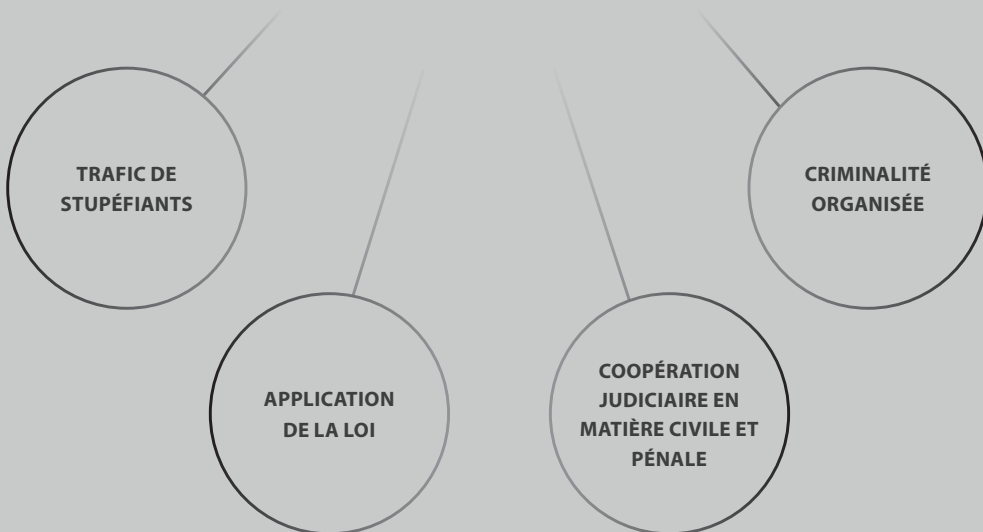 TRAFIC DE
STUPÉFIANTS
CRIMINALITÉ
ORGANISÉE
APPLICATION
DE LA LOI
COOPÉRATION
JUDICIAIRE EN
MATIÈRE CIVILE ET
PÉNALE